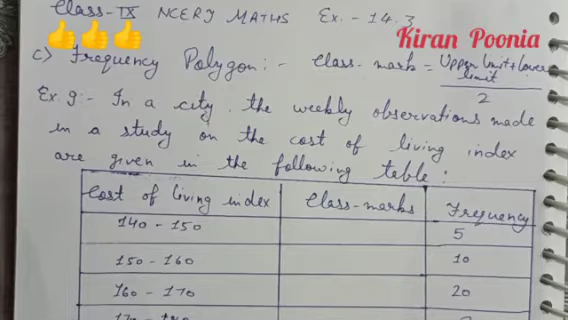 Class-IX NCERT MATHS Ex.-14.3
Kiran Poonia
c) Frequency Polygon:- Class-mark = Upper limit+lower limit
2
Ex.9:- In a city, the weekly observations made
in a study on the cost of living index
are given in the following table:
Cost of living index Class-marks Frequency
140-150 5
150-160 10
160-170 20